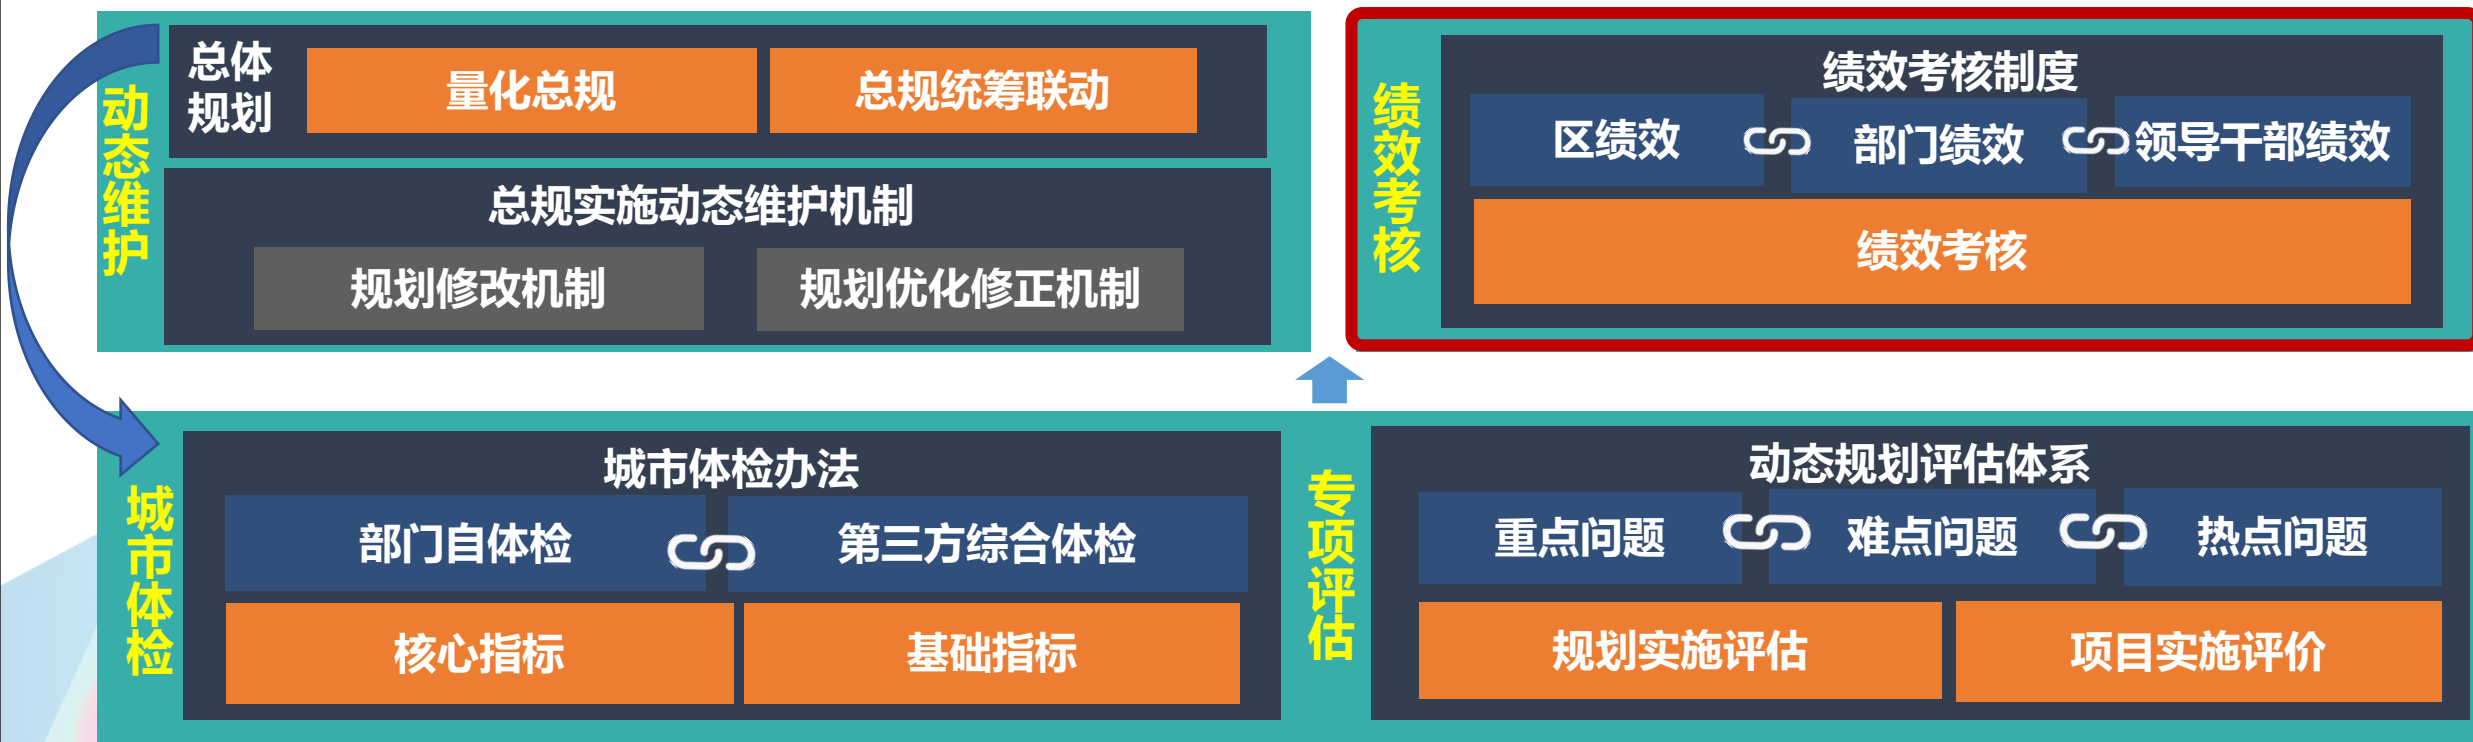 动态维护
总体
规划
量化总规
总规统筹联动
总规实施动态维护机制
规划修改机制
规划优化修正机制
绩效考核
绩效考核制度
区绩效
部门绩效
领导干部绩效
绩效考核
城市体检
城市体检办法
部门自体检
第三方综合体检
核心指标
基础指标
专项评估
动态规划评估体系
重点问题
难点问题
热点问题
规划实施评估
项目实施评价